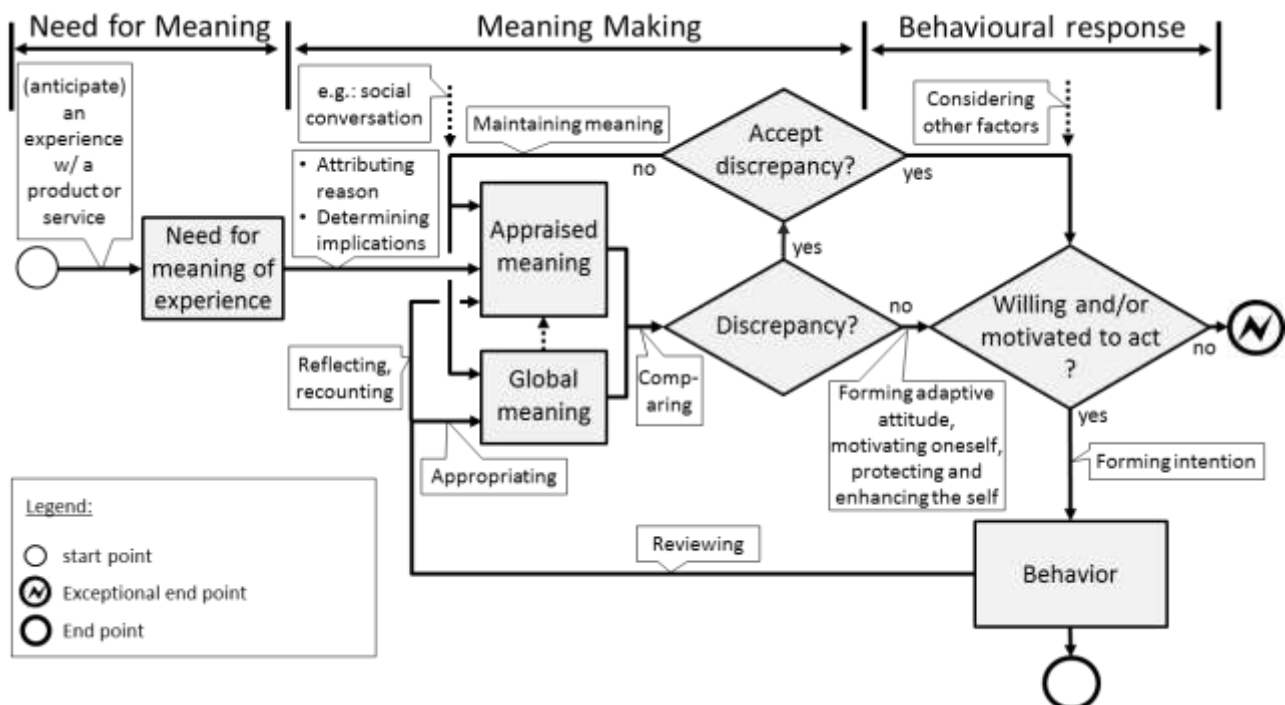 Need for Meaning
Meaning Making
Behavioural response
(anticipate)
an
experience
w/ a
product or
service
e.g.: social
conversation
Maintaining meaning
Considering
other factors
Accept
discrepancy?
no
yes
• Attributing
reason
• Determining
implications
Need for
meaning of
experience
Appraised
meaning
yes
Discrepancy?
no
Willing and/or
motivated to act
?
no
yes
Reflecting,
recounting
Global
meaning
Comp-
aring
Forming adaptive
attitude,
motivating oneself,
protecting and
enhancing the self
Appropriating
Forming intention
Legend:
start point
Exceptional end point
End point
Reviewing
Behavior